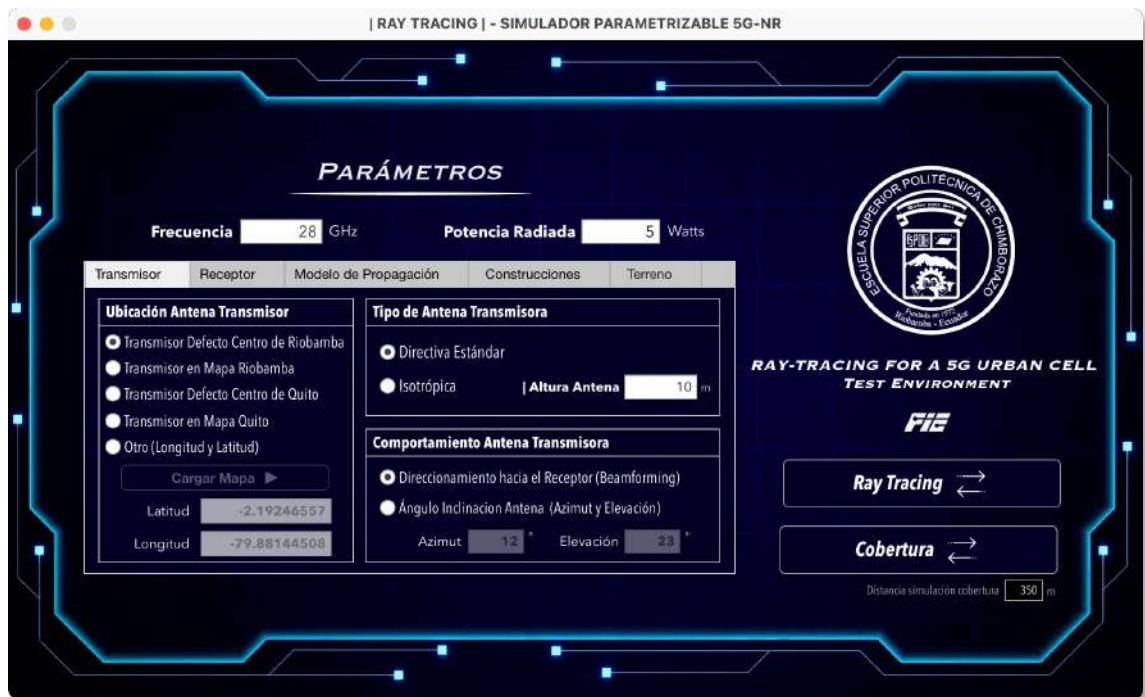 | RAY TRACING | - SIMULADOR PARAMETRIZABLE 5G-NR
PARÁMETROS
Frecuencia 28 GHz Potencia Radiada 5 Watts
Transmisor Receptor Modelo de Propagación Construcciones Terreno
Ubicación Antena Transmisor
Transmisor Defecto Centro de Riobamba
Transmisor en Mapa Riobamba
Transmisor Defecto Centro de Quito
Transmisor en Mapa Quito
Otro (Longitud y Latitud)
Cargar Mapa
Latitud -2.19246557
Longitud -79.88144508
Tipo de Antena Transmisora
Directiva Estándar
Isotrópica | Altura Antena 10 m
Comportamiento Antena Transmisora
Direccionamiento hacia el Receptor (Beamforming)
Ángulo Inclinacion Antena (Azimut y Elevación)
Azimut 12 ° Elevación 23 °
ESCUELA SUPERIOR POLITÉCNICA DE CHIMBORAZO
ESPOCH
Fundada en 1972
Riobamba - Ecuador
RAY-TRACING FOR A 5G URBAN CELL
TEST ENVIRONMENT
FIE
Ray Tracing
Cobertura
Distancia simulación cobertura 350 m